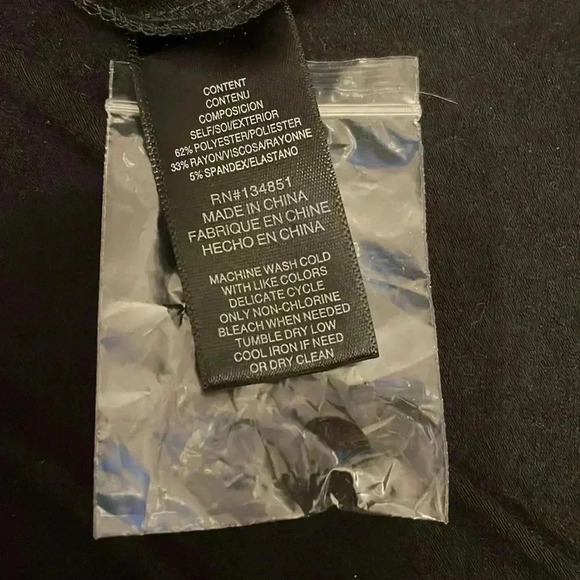 CONTENT
CONTENU
COMPOSICION
SELF/SOI/EXTERIOR
62% POLYESTER/POLIESTER
33% RAYON/VISCOSA/RAYONNE
5% SPANDEX/ELASTANO
RN#134851
MADE IN CHINA
FABRIQUE EN CHINE
HECHO EN CHINA
MACHINE WASH COLD
WITH LIKE COLORS
DELICATE CYCLE
ONLY NON-CHLORINE
BLEACH WHEN NEEDED
TUMBLE DRY LOW
COOL IRON IF NEED
OR DRY CLEAN